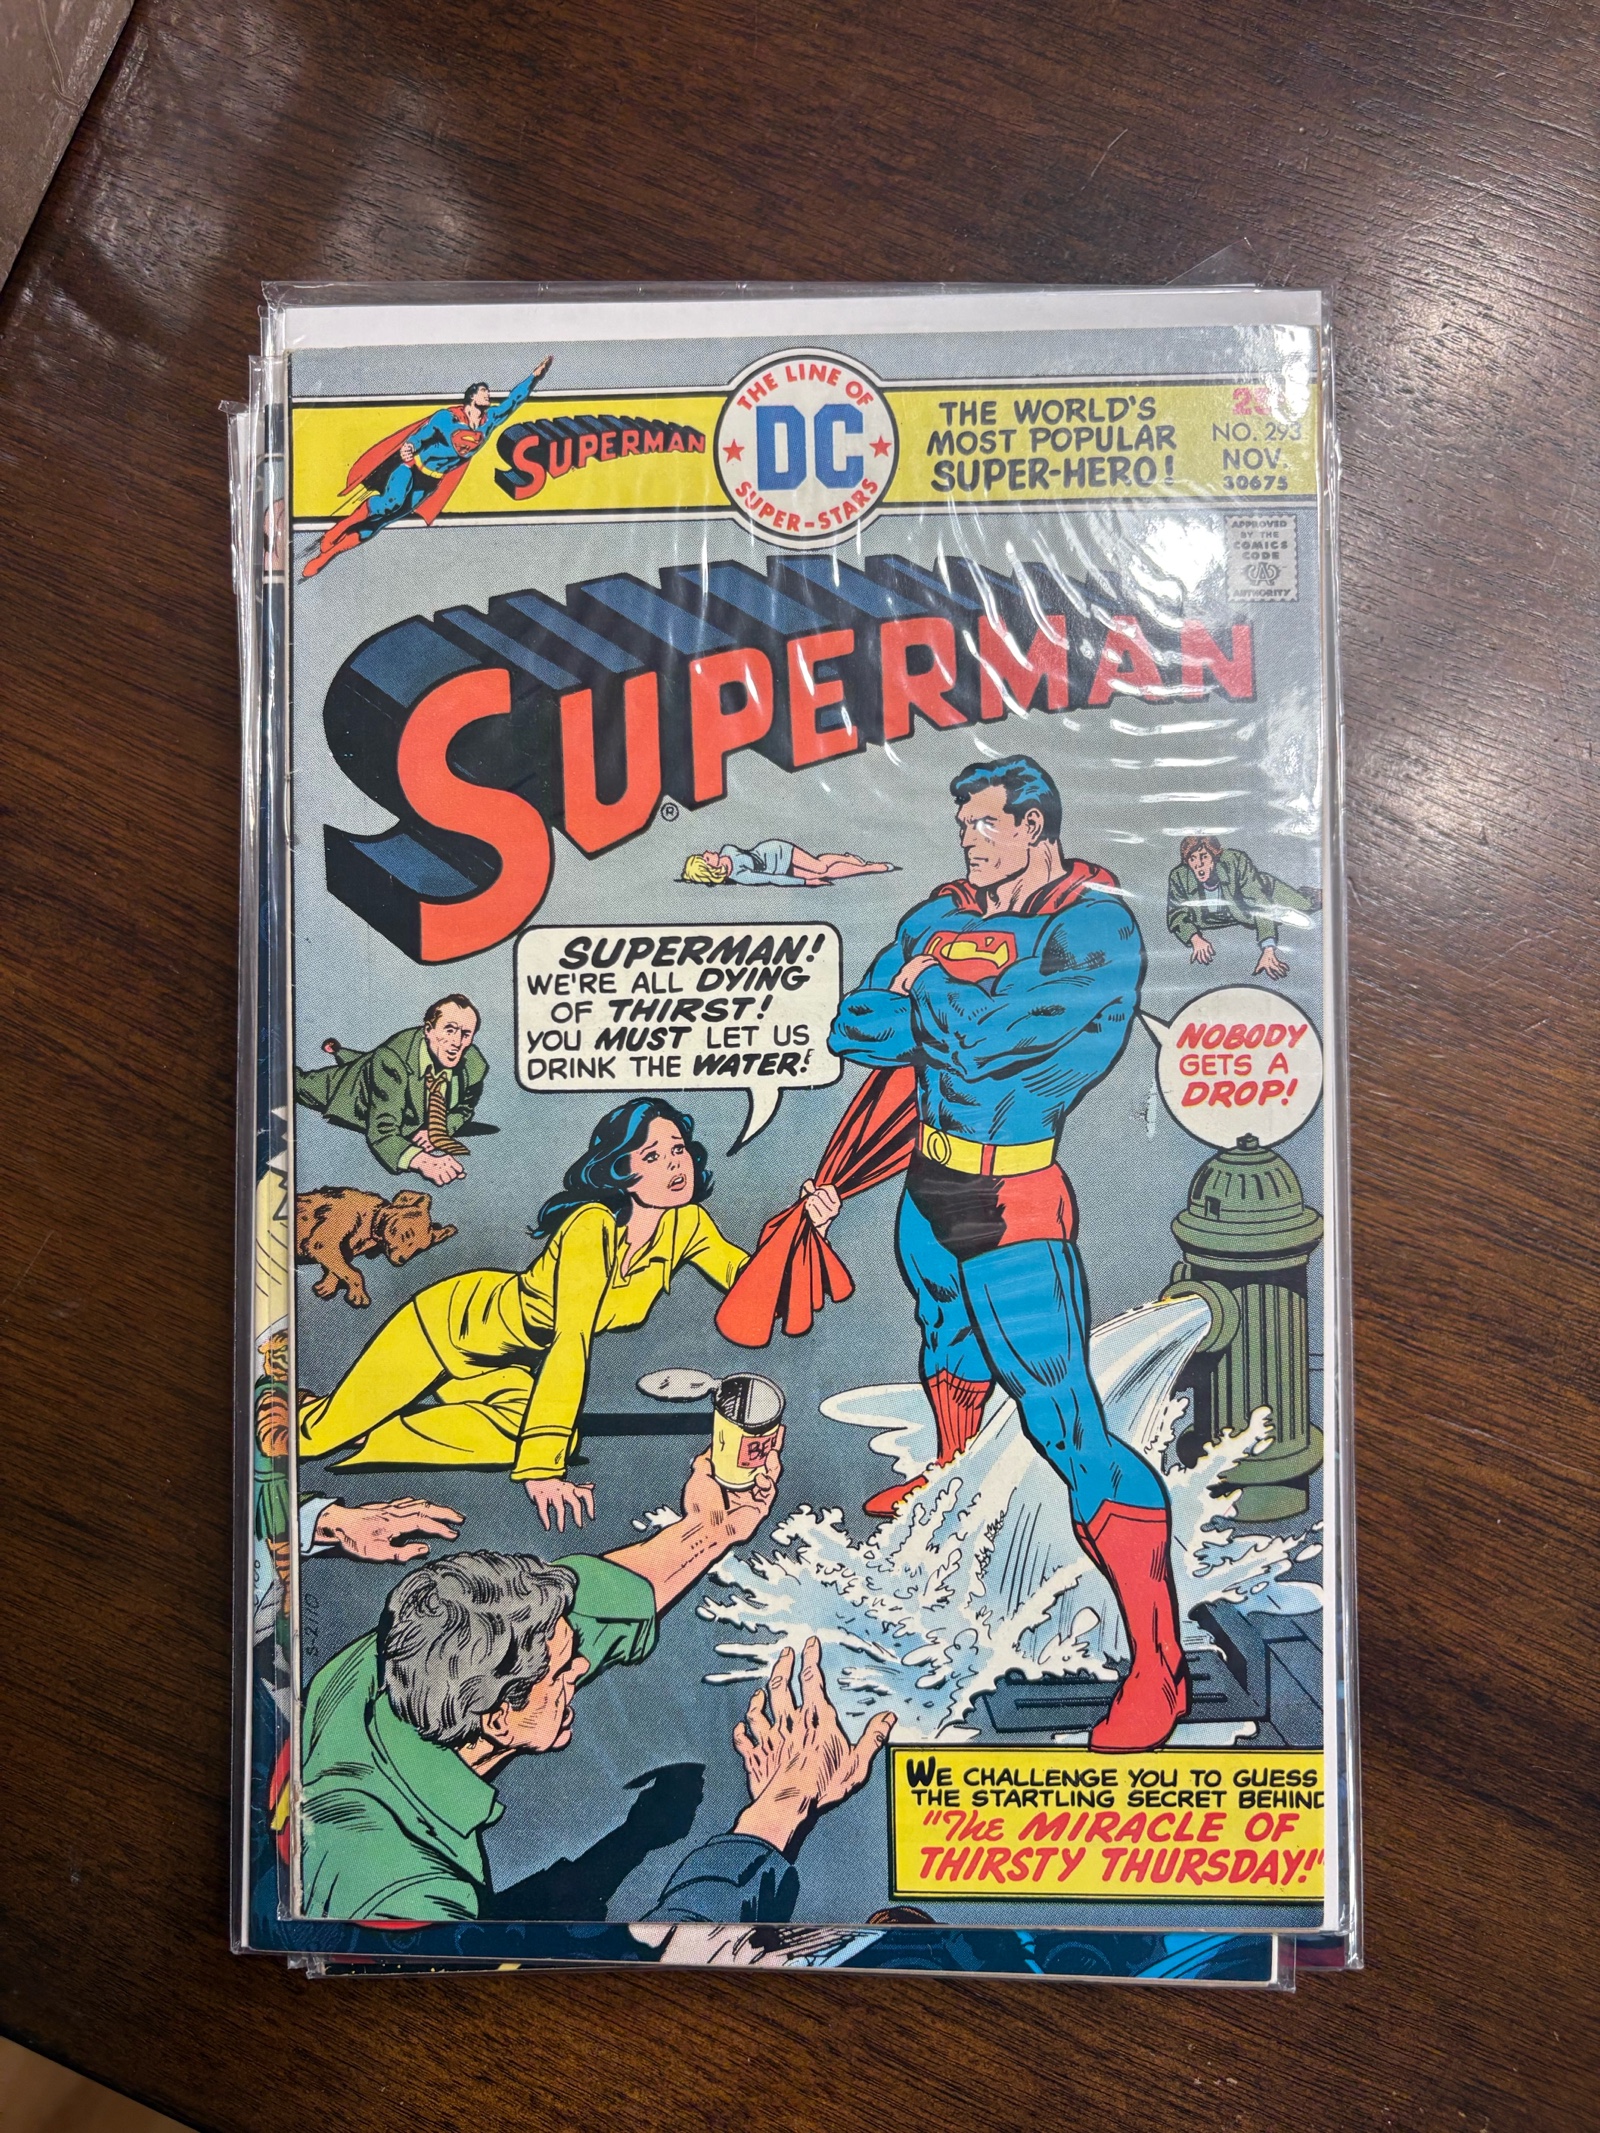 SUPERMAN
THE LINE OF
DC
SUPER-STARS
THE WORLD'S
MOST POPULAR
SUPER-HERO!
NO. 293
NOV.
30675
APPROVED
BY THE
COMICS
CODE
AUTHORITY
SUPERMAN
®
SUPERMAN!
WE'RE ALL DYING
OF THIRST!
YOU MUST LET US
DRINK THE WATER!
NOBODY
GETS A
DROP!
BEE
S-2110
WE CHALLENGE YOU TO GUESS
THE STARTLING SECRET BEHIND
"The MIRACLE OF
THIRSTY THURSDAY!"